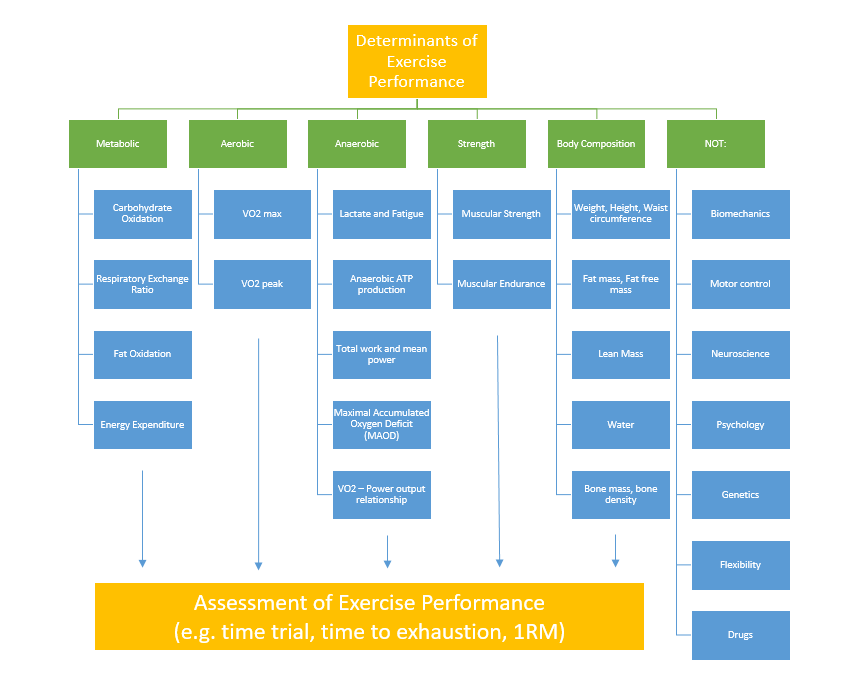 Determinants of
Exercise
Performance
Metabolic
Aerobic
Anaerobic
Strength
Body Composition
NOT:
Carbohydrate
Oxidation
Respiratory Exchange
Ratio
Fat Oxidation
Energy Expenditure
VO2 max
VO2 peak
Lactate and Fatigue
Anaerobic ATP
production
Total work and mean
power
Maximal Accumulated
Oxygen Deficit
(MAOD)
VO2 – Power output
relationship
Muscular Strength
Muscular Endurance
Weight, Height, Waist
circumference
Fat mass, Fat free
mass
Lean Mass
Water
Bone mass, bone
density
Biomechanics
Motor control
Neuroscience
Psychology
Genetics
Flexibility
Drugs
Assessment of Exercise Performance
(e.g. time trial, time to exhaustion, 1RM)